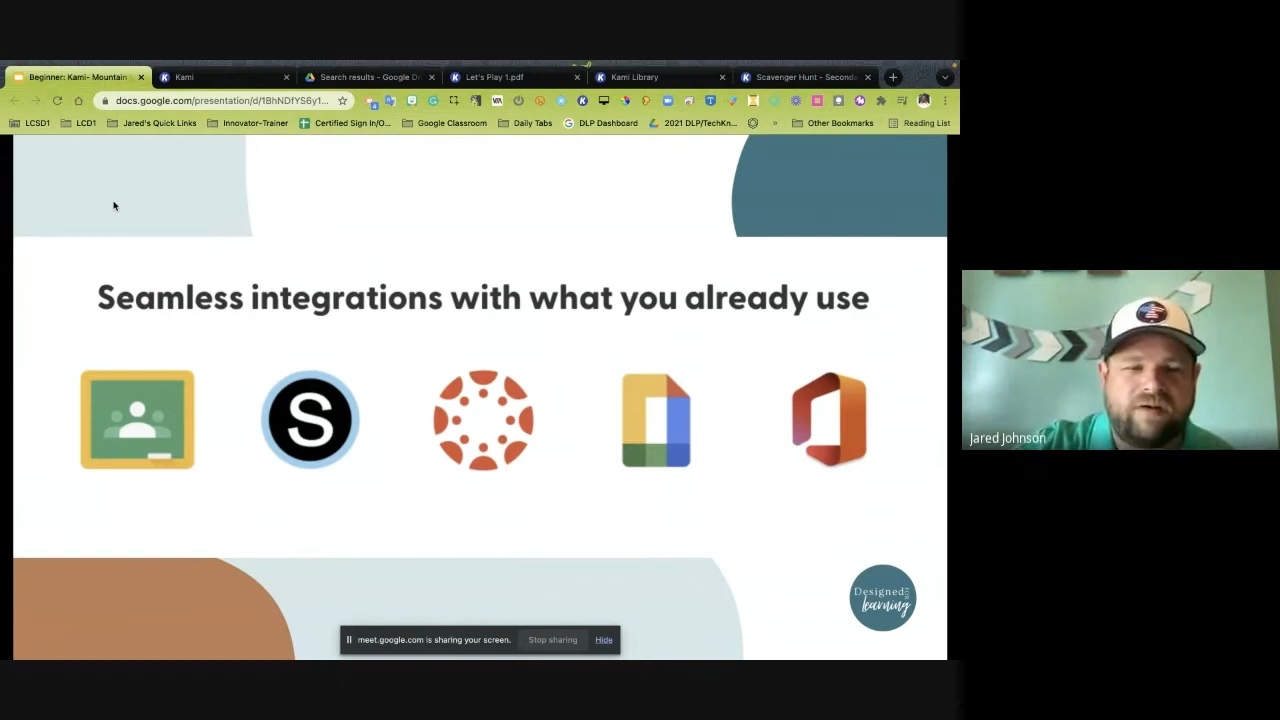 Beginner: Kami- Mountain
Kami
Search results - Google Dr
Let's Play 1.pdf
Kami Library
Scavenger Hunt - Seconda
docs.google.com/presentation/d/1BhNDfYS6y1...
LCSD1
LCD1
Jared's Quick Links
Innovator-Trainer
Certified Sign In/O...
Google Classroom
Daily Tabs
DLP Dashboard
2021 DLP/TechKn...
»
Other Bookmarks
Reading List
Seamless integrations with what you already use
S
Jared Johnson
Designed
learning
meet.google.com is sharing your screen.
Stop sharing
Hide